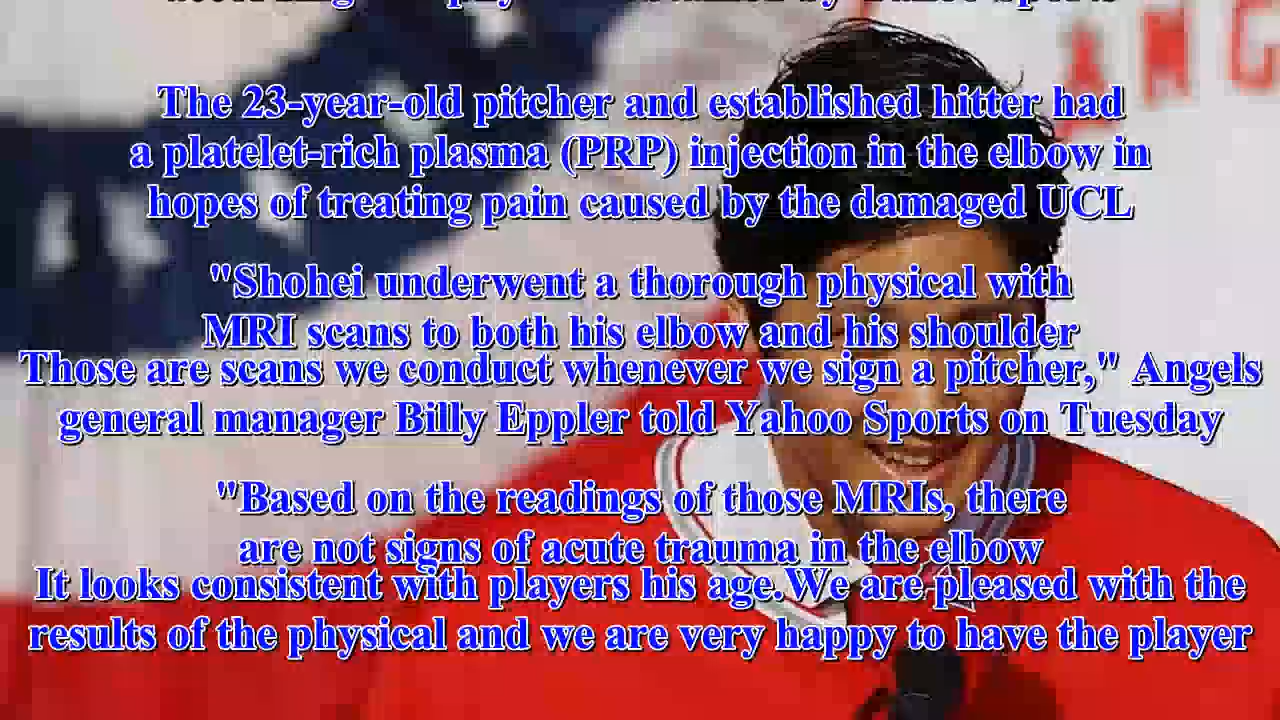 ANG
The 23-year-old pitcher and established hitter had
a platelet-rich plasma (PRP) injection in the elbow in
hopes of treating pain caused by the damaged UCL
"Shohei underwent a thorough physical with
MRI scans to both his elbow and his shoulder
Those are scans we conduct whenever we sign a pitcher," Angels
general manager Billy Eppler told Yahoo Sports on Tuesday
"Based on the readings of those MRIs, there
are not signs of acute trauma in the elbow
It looks consistent with players his age.We are pleased with the
results of the physical and we are very happy to have the player